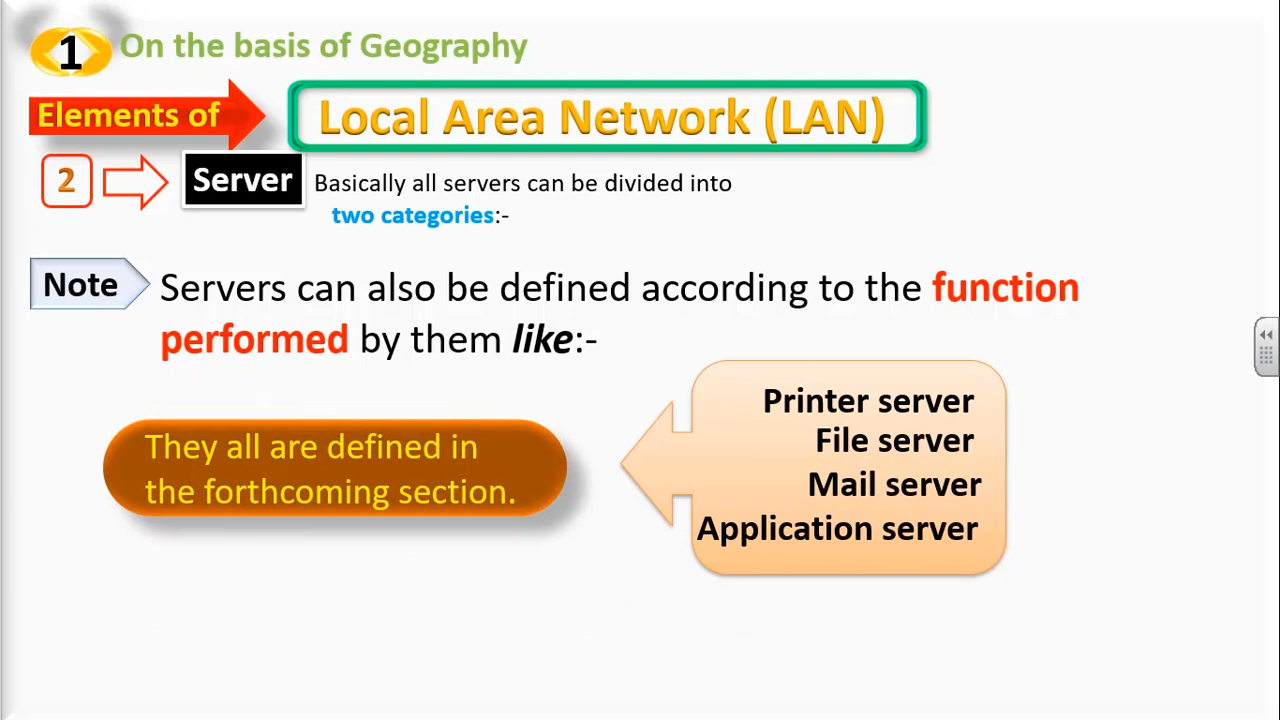 1 On the basis of Geography
Elements of Local Area Network (LAN)
2 Server Basically all servers can be divided into
two categories:-
Note Servers can also be defined according to the function
performed by them like:-
Printer server
File server
Mail server
Application server
They all are defined in
the forthcoming section.